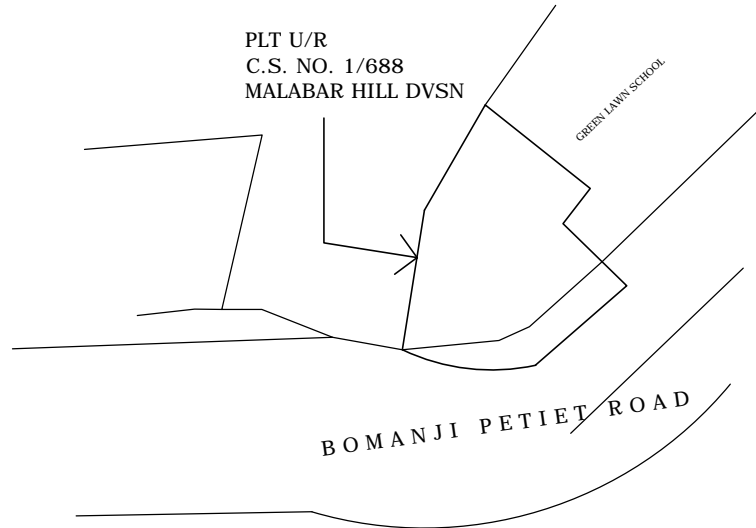 PLT U/R
C.S. NO. 1/688
MALABAR HILL DVSN
GREEN LAWN SCHOOL
BOMANJI PETIET ROAD